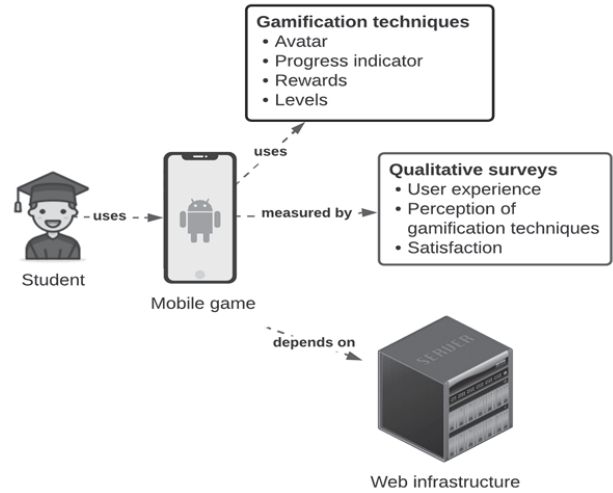 Gamification techniques
• Avatar
• Progress indicator
• Rewards
• Levels
uses
Qualitative surveys
• User experience
• Perception of
gamification techniques
• Satisfaction
uses
measured by
Student
Mobile game
depends on
SERVER
Web infrastructure